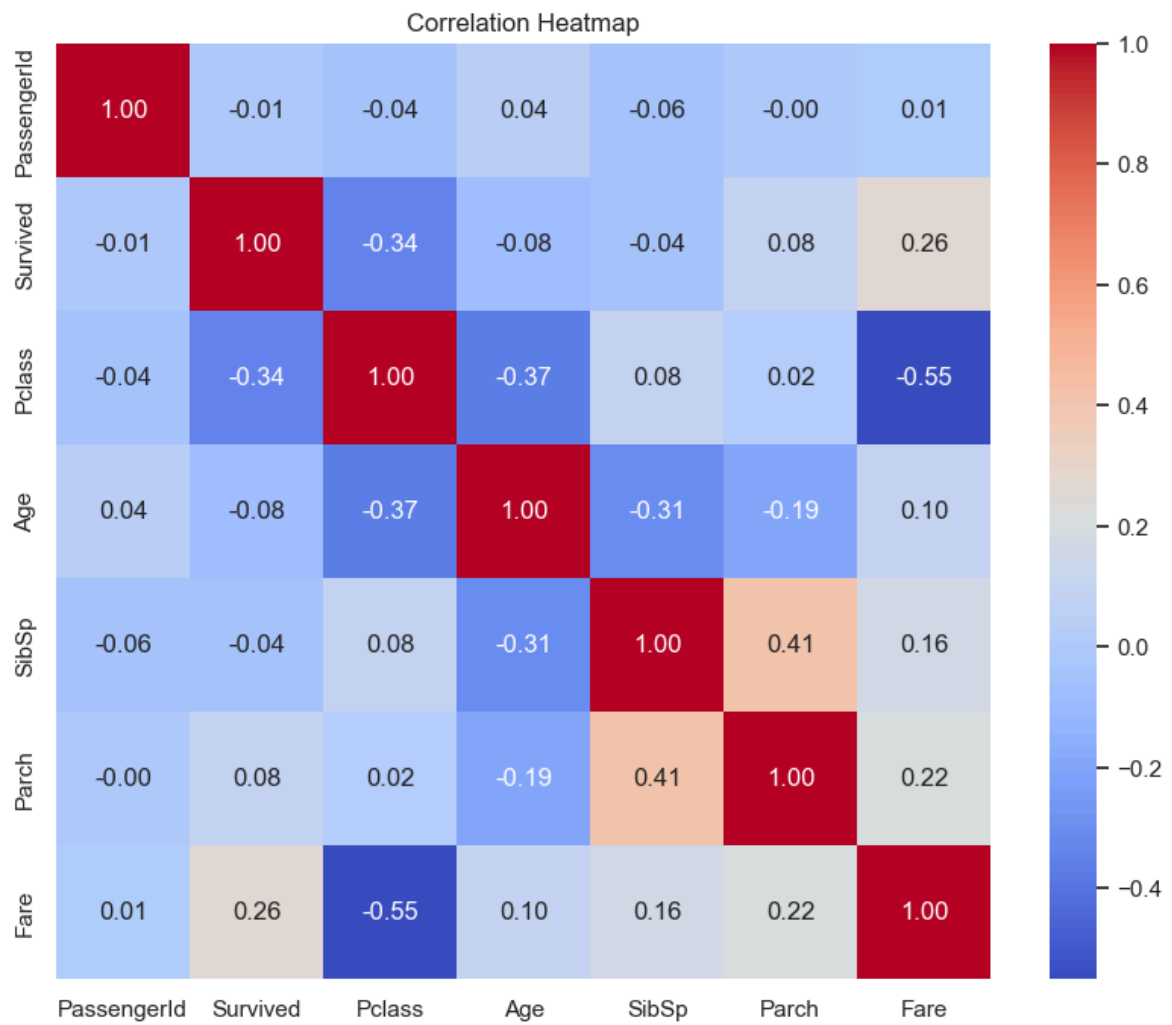 Correlation Heatmap
PassengerId 1.00 -0.01 -0.04 0.04 -0.06 -0.00 0.01
Survived -0.01 1.00 -0.34 -0.08 -0.04 0.08 0.26
Pclass -0.04 -0.34 1.00 -0.37 0.08 0.02 -0.55
Age 0.04 -0.08 -0.37 1.00 -0.31 -0.19 0.10
SibSp -0.06 -0.04 0.08 -0.31 1.00 0.41 0.16
Parch -0.00 0.08 0.02 -0.19 0.41 1.00 0.22
Fare 0.01 0.26 -0.55 0.10 0.16 0.22 1.00
PassengerId Survived Pclass Age SibSp Parch Fare
1.0
0.8
0.6
0.4
0.2
0.0
−0.2
−0.4